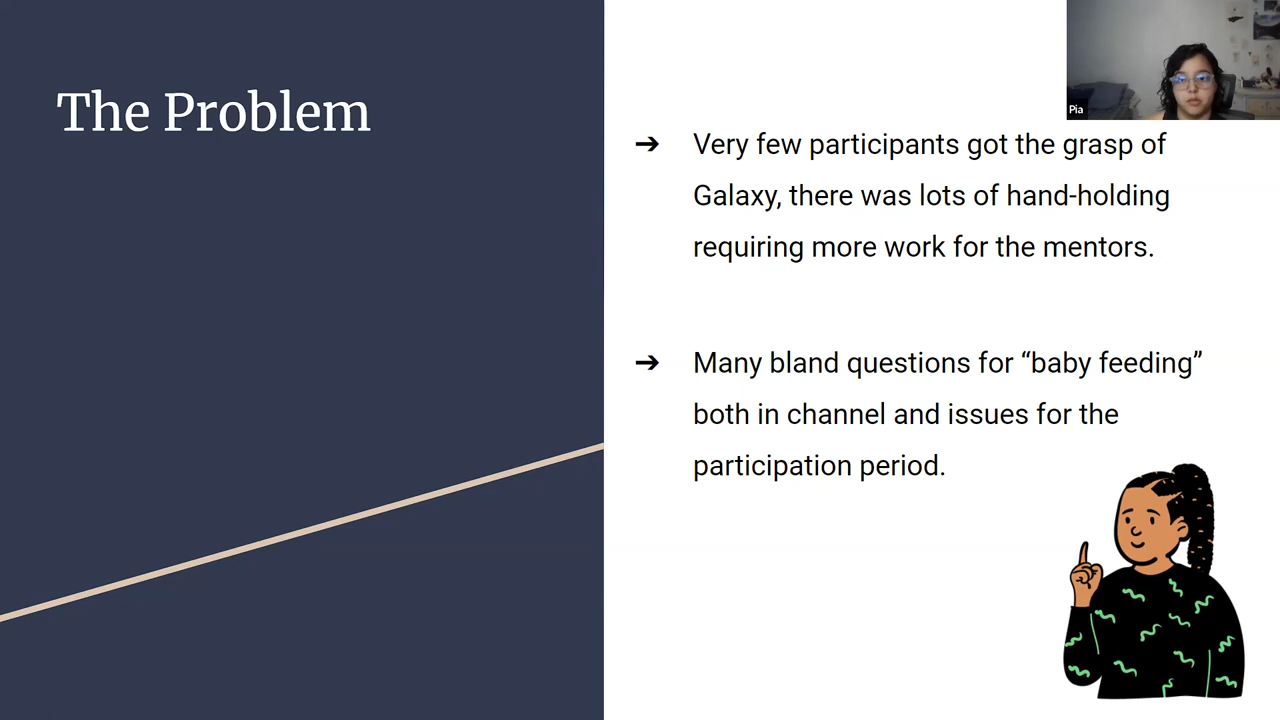 The Problem
Pia
➔ Very few participants got the grasp of
Galaxy, there was lots of hand-holding
requiring more work for the mentors.
➔ Many bland questions for “baby feeding”
both in channel and issues for the
participation period.